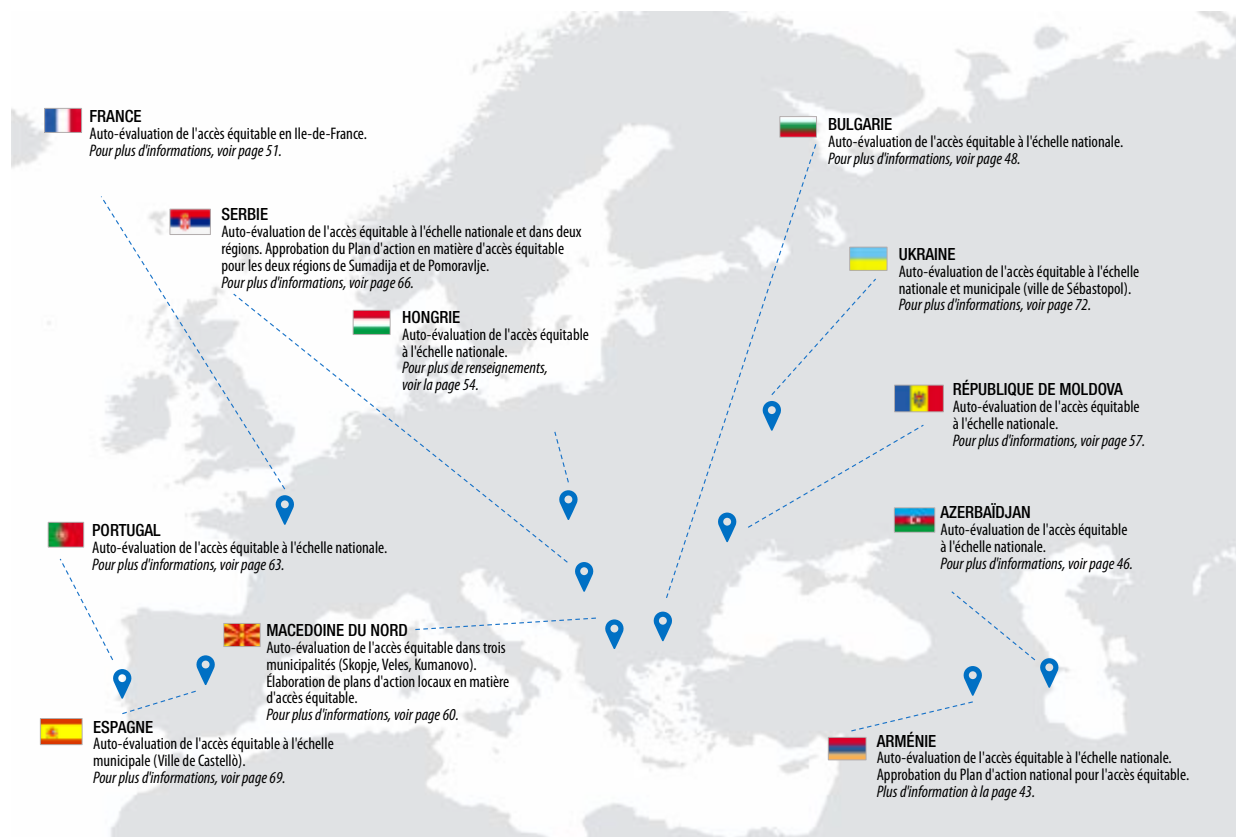 FRANCE
Auto-évaluation de l'accès équitable en Ile-de-France.
Pour plus d'informations, voir page 51.
BULGARIE
Auto-évaluation de l'accès équitable à l'échelle nationale.
Pour plus d'informations, voir page 48.
SERBIE
Auto-évaluation de l'accès équitable à l'échelle nationale et dans deux
régions. Approbation du Plan d'action en matière d'accès équitable
pour les deux régions de Sumadija et de Pomoravlje.
Pour plus d'informations, voir page 66.
UKRAINE
Auto-évaluation de l'accès équitable à l'échelle
nationale et municipale (ville de Sébastopol).
Pour plus d'informations, voir page 72.
HONGRIE
Auto-évaluation de l'accès équitable
à l'échelle nationale.
Pour plus de renseignements,
voir la page 54.
RÉPUBLIQUE DE MOLDOVA
Auto-évaluation de l'accès équitable
à l'échelle nationale.
Pour plus d'informations, voir page 57.
PORTUGAL
Auto-évaluation de l'accès équitable à l'échelle nationale.
Pour plus d'informations, voir page 63.
AZERBAÏDJAN
Auto-évaluation de l'accès équitable
à l'échelle nationale.
Pour plus d'informations, voir page 46.
MACEDOINE DU NORD
Auto-évaluation de l'accès équitable dans trois
municipalités (Skopje, Veles, Kumanovo).
Élaboration de plans d'action locaux en matière
d'accès équitable.
Pour plus d'informations, voir page 60.
ESPAGNE
Auto-évaluation de l'accès équitable à l'échelle
municipale (Ville de Castellò).
Pour plus d'informations, voir page 69.
ARMÉNIE
Auto-évaluation de l'accès équitable à l'échelle nationale.
Approbation du Plan d'action national pour l'accès équitable.
Plus d'information à la page 43.